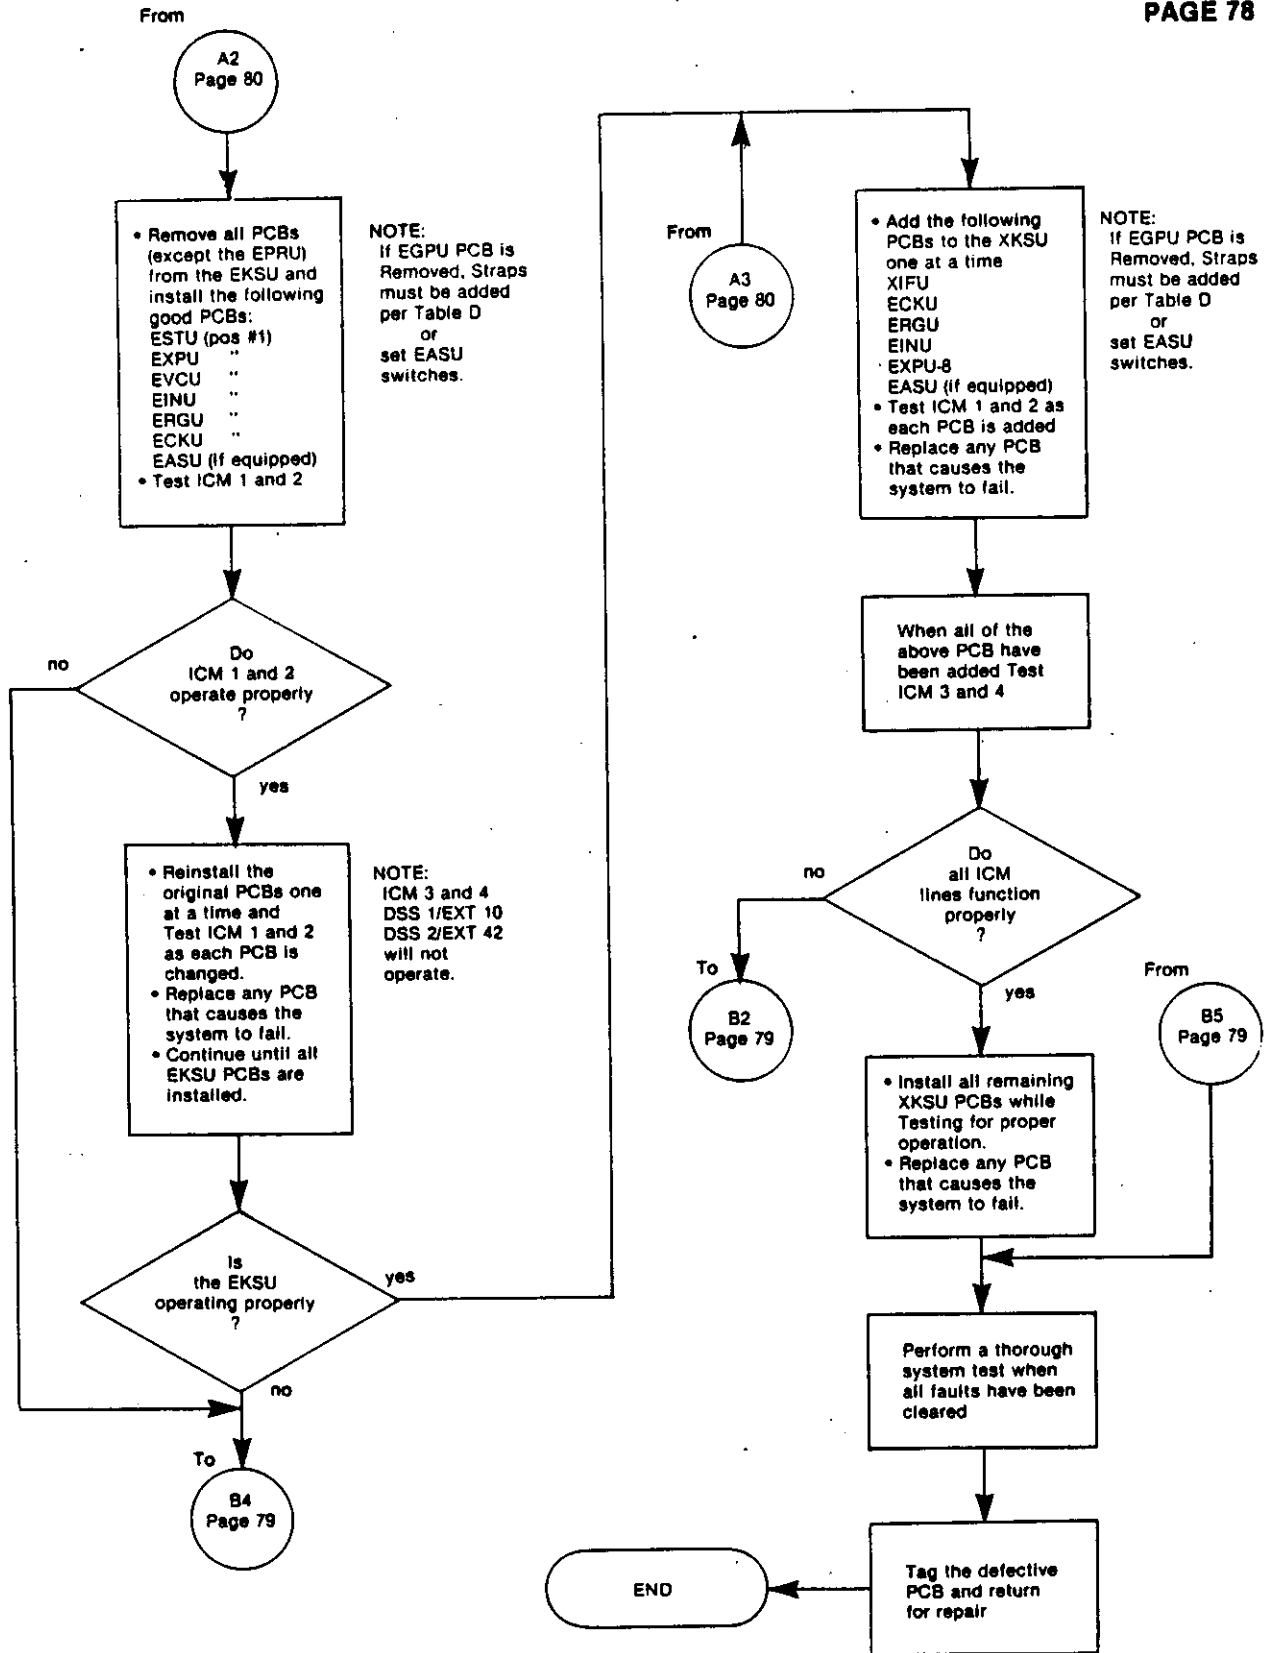 PAGE 78
From
A2
Page 80
• Remove all PCBs
(except the EPRU)
from the EKSU and
install the following
good PCBs:
ESTU (pos #1)
EXPU "
EVCU "
EINU "
ERGU "
ECKU "
EASU (if equipped)
• Test ICM 1 and 2
NOTE:
If EGPU PCB is
Removed, Straps
must be added
per Table D
or
set EASU
switches.
Do
ICM 1 and 2
operate properly
?
no
yes
• Reinstall the
original PCBs one
at a time and
Test ICM 1 and 2
as each PCB is
changed.
• Replace any PCB
that causes the
system to fail.
• Continue until all
EKSU PCBs are
installed.
NOTE:
ICM 3 and 4
DSS 1/EXT 10
DSS 2/EXT 42
will not
operate.
Is
the EKSU
operating properly
?
yes
no
To
B4
Page 79
From
A3
Page 80
• Add the following
PCBs to the XKSU
one at a time
XIFU
ECKU
ERGU
EINU
EXPU-8
EASU (if equipped)
• Test ICM 1 and 2 as
each PCB is added
• Replace any PCB
that causes the
system to fail.
NOTE:
If EGPU PCB is
Removed, Straps
must be added
per Table D
or
set EASU
switches.
When all of the
above PCB have
been added Test
ICM 3 and 4
Do
all ICM
lines function
properly
?
no
yes
To
B2
Page 79
From
B5
Page 79
• Install all remaining
XKSU PCBs while
Testing for proper
operation.
• Replace any PCB
that causes the
system to fail.
Perform a thorough
system test when
all faults have been
cleared
Tag the defective
PCB and return
for repair
END